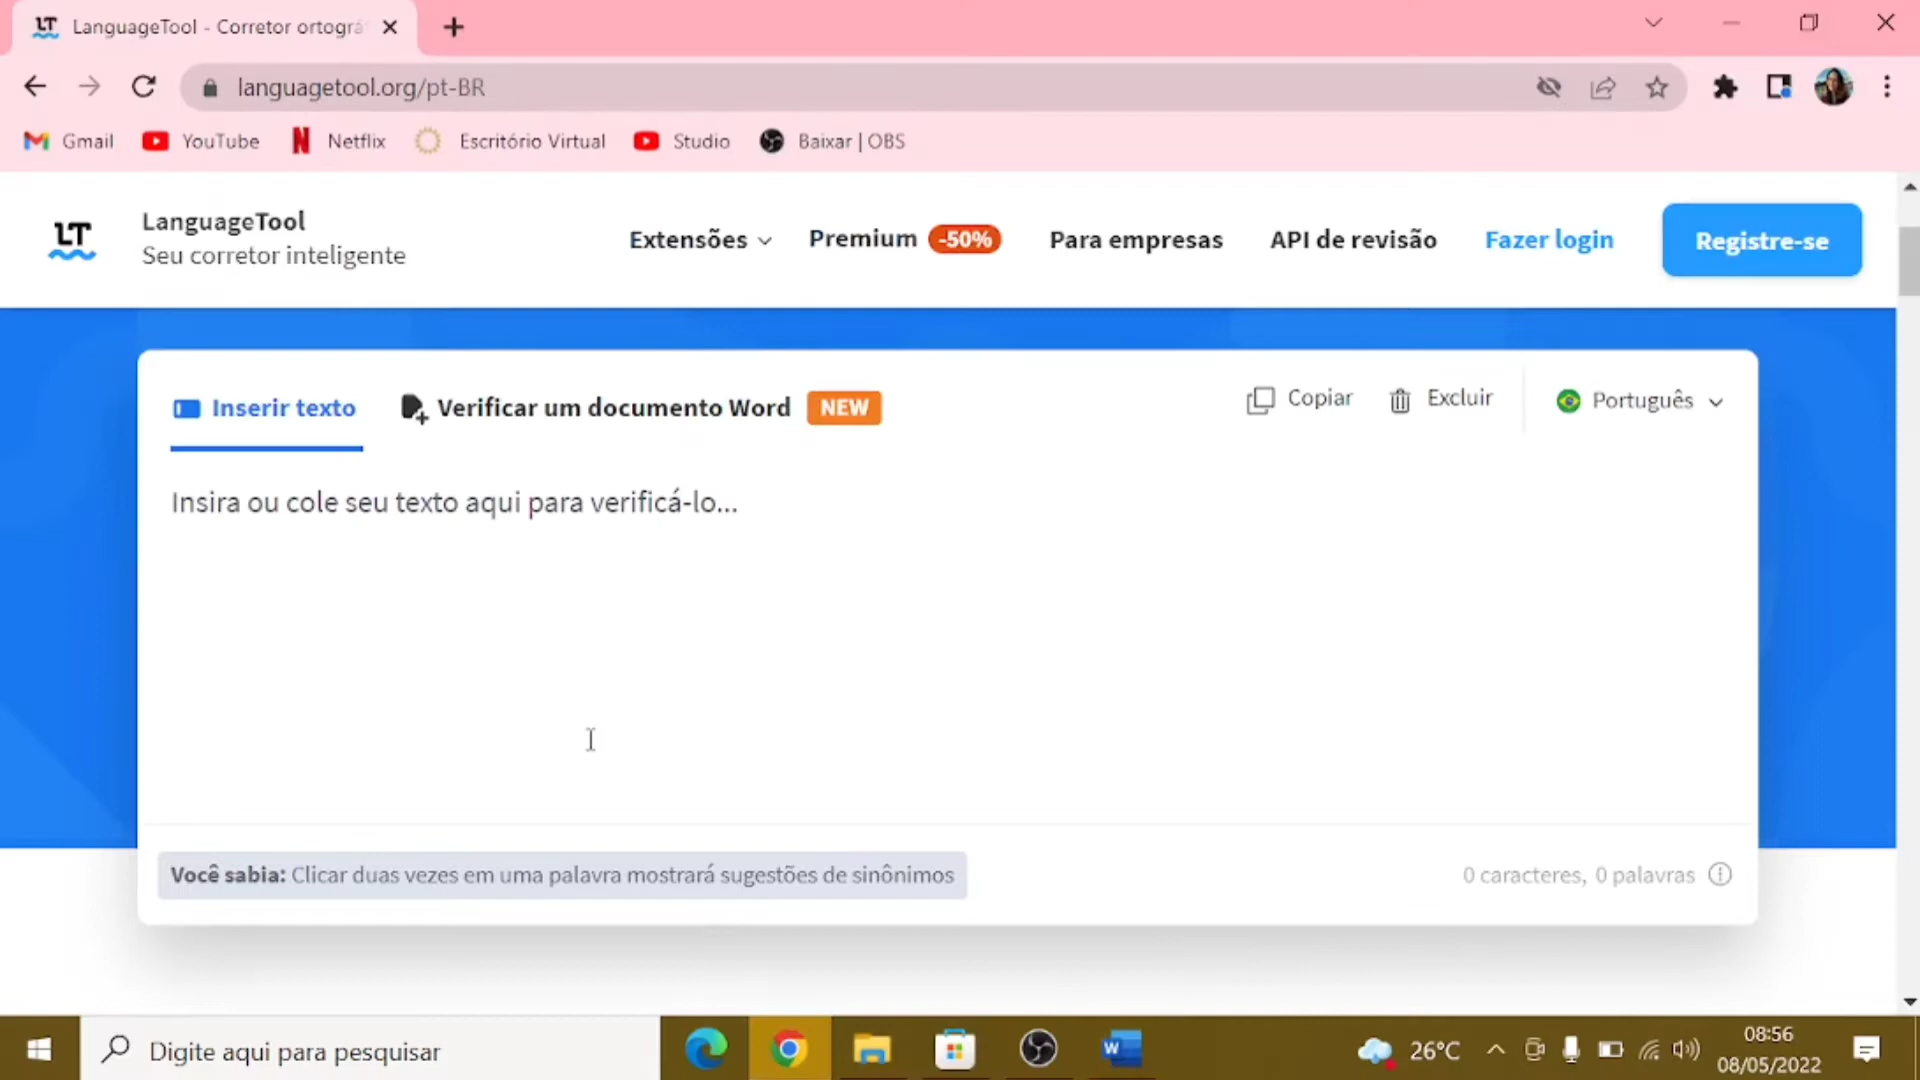 LT LanguageTool - Corretor ortográ
languagetool.org/pt-BR
Gmail YouTube Netflix Escritório Virtual Studio Baixar | OBS
LT
LanguageTool
Seu corretor inteligente
Extensões Premium -50% Para empresas API de revisão Fazer login Registre-se
Inserir texto Verificar um documento Word NEW Copiar Excluir Português
Insira ou cole seu texto aqui para verificá-lo...
Você sabia: Clicar duas vezes em uma palavra mostrará sugestões de sinônimos
0 caracteres, 0 palavras
Digite aqui para pesquisar
W
26°C
08:56
08/05/2022